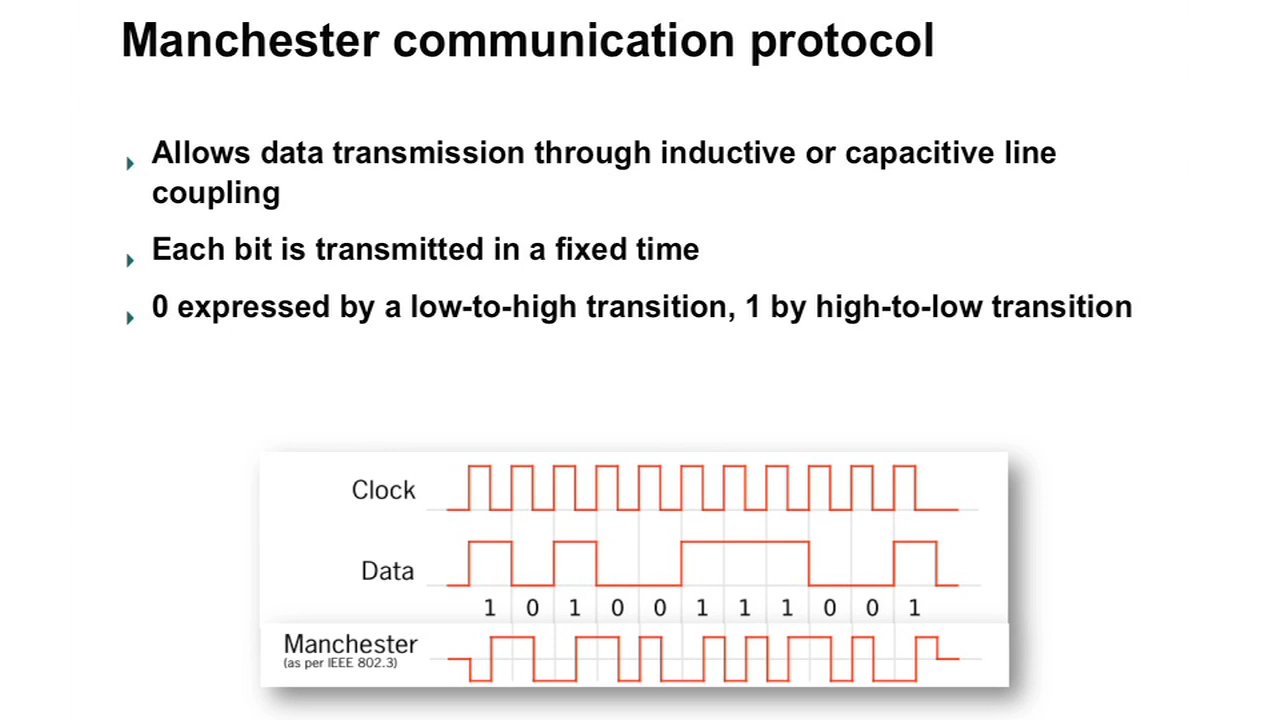 Manchester communication protocol
Allows data transmission through inductive or capacitive line
coupling
Each bit is transmitted in a fixed time
0 expressed by a low-to-high transition, 1 by high-to-low transition
Clock
Data
1 0 1 0 0 1 1 1 0 0 1
Manchester
(as per IEEE 802.3)